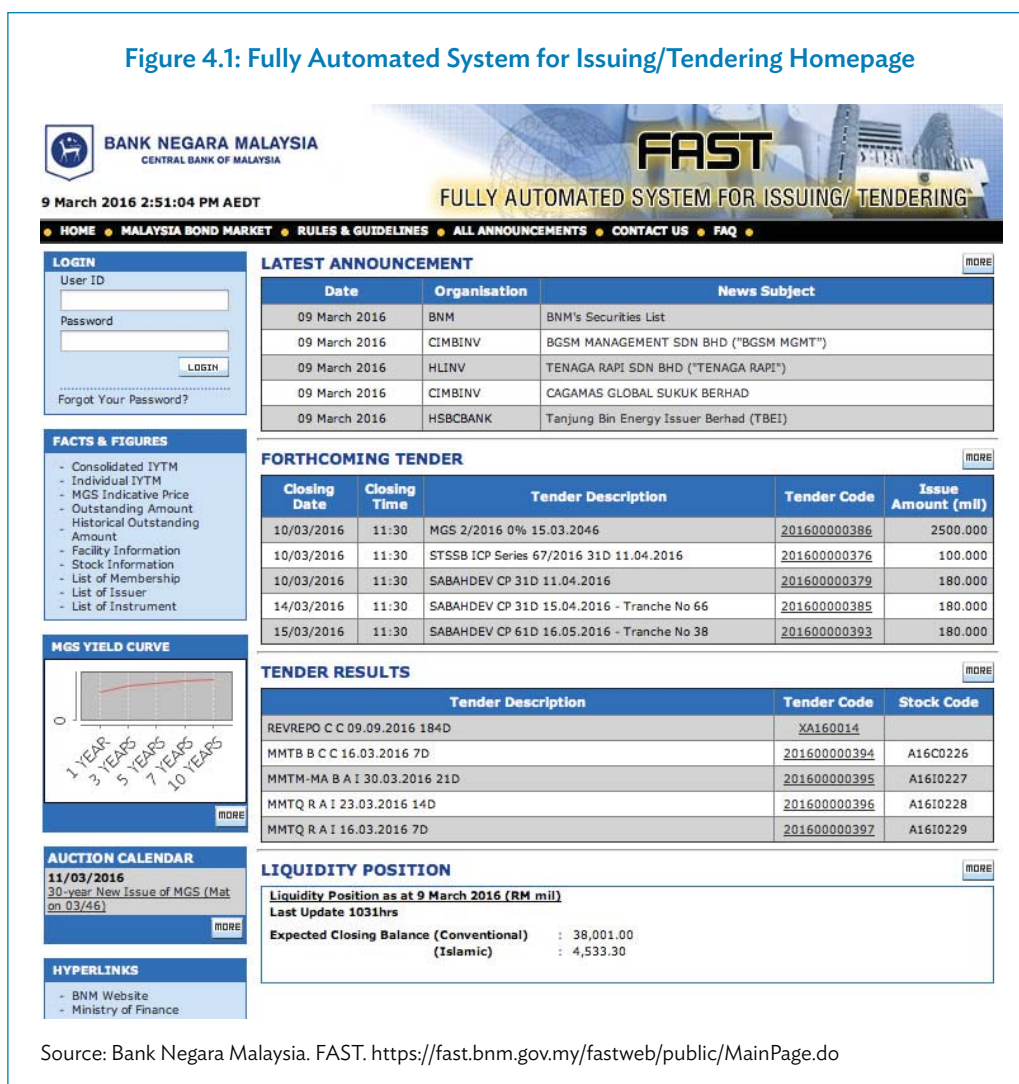 Figure 4.1: Fully Automated System for Issuing/Tendering Homepage
BANK NEGARA MALAYSIA
CENTRAL BANK OF MALAYSIA
9 March 2016 2:51:04 PM AEDT
FAST
FULLY AUTOMATED SYSTEM FOR ISSUING/ TENDERING
HOME MALAYSIA BOND MARKET RULES & GUIDELINES ALL ANNOUNCEMENTS CONTACT US FAQ
LOGIN
User ID
Password
LOGIN
Forgot Your Password?
FACTS & FIGURES
- Consolidated IYTM
- Individual IYTM
- MGS Indicative Price
- Outstanding Amount
- Historical Outstanding
Amount
- Facility Information
- Stock Information
- List of Membership
- List of Issuer
- List of Instrument
MGS YIELD CURVE
0
1 YEAR
3 YEARS
5 YEARS
7 YEARS
10 YEARS
MORE
AUCTION CALENDAR
11/03/2016
30-year New Issue of MGS (Mat
on 03/46)
MORE
HYPERLINKS
- BNM Website
- Ministry of Finance
LATEST ANNOUNCEMENT MORE
Date Organisation News Subject
09 March 2016 BNM BNM's Securities List
09 March 2016 CIMBINV BGSM MANAGEMENT SDN BHD ("BGSM MGMT")
09 March 2016 HLINV TENAGA RAPI SDN BHD ("TENAGA RAPI")
09 March 2016 CIMBINV CAGAMAS GLOBAL SUKUK BERHAD
09 March 2016 HSBCBANK Tanjung Bin Energy Issuer Berhad (TBEI)
FORTHCOMING TENDER MORE
Closing Date Closing Time Tender Description Tender Code Issue Amount (mil)
10/03/2016 11:30 MGS 2/2016 0% 15.03.2046 201600000386 2500.000
10/03/2016 11:30 STSSB ICP Series 67/2016 31D 11.04.2016 201600000376 100.000
10/03/2016 11:30 SABAHDEV CP 31D 11.04.2016 201600000379 180.000
14/03/2016 11:30 SABAHDEV CP 31D 15.04.2016 - Tranche No 66 201600000385 180.000
15/03/2016 11:30 SABAHDEV CP 61D 16.05.2016 - Tranche No 38 201600000393 180.000
TENDER RESULTS MORE
Tender Description Tender Code Stock Code
REVREPO C C 09.09.2016 184D XA160014
MMTB B C C 16.03.2016 7D 201600000394 A16C0226
MMTM-MA B A I 30.03.2016 21D 201600000395 A16I0227
MMTQ R A I 23.03.2016 14D 201600000396 A16I0228
MMTQ R A I 16.03.2016 7D 201600000397 A16I0229
LIQUIDITY POSITION MORE
Liquidity Position as at 9 March 2016 (RM mil)
Last Update 1031hrs
Expected Closing Balance (Conventional) : 38,001.00
(Islamic) : 4,533.30
Source: Bank Negara Malaysia. FAST. https://fast.bnm.gov.my/fastweb/public/MainPage.do